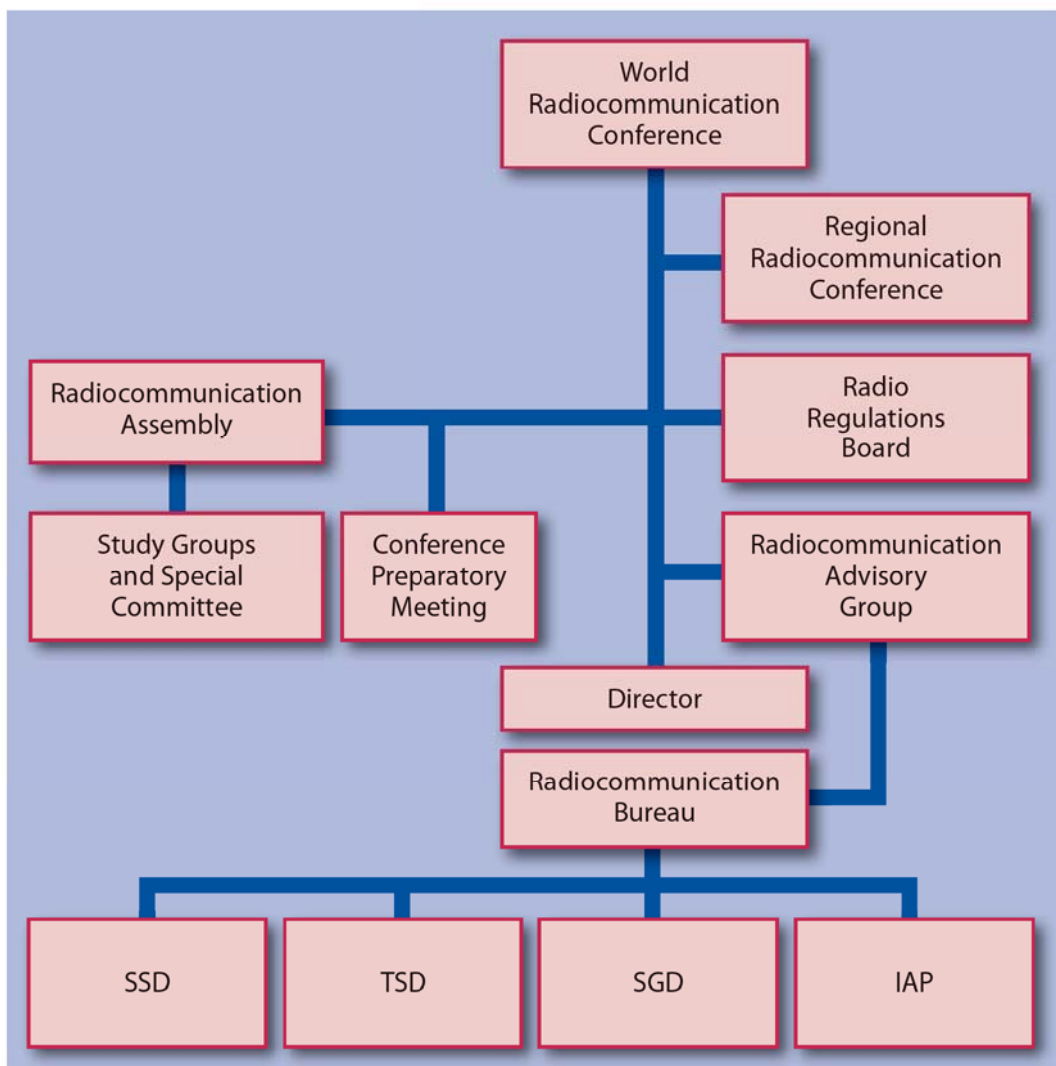 World
Radiocommunication
Conference
Regional
Radiocommunication
Conference
Radiocommunication
Assembly
Radio
Regulations
Board
Study Groups
and Special
Committee
Conference
Preparatory
Meeting
Radiocommunication
Advisory
Group
Director
Radiocommunication
Bureau
SSD
TSD
SGD
IAP